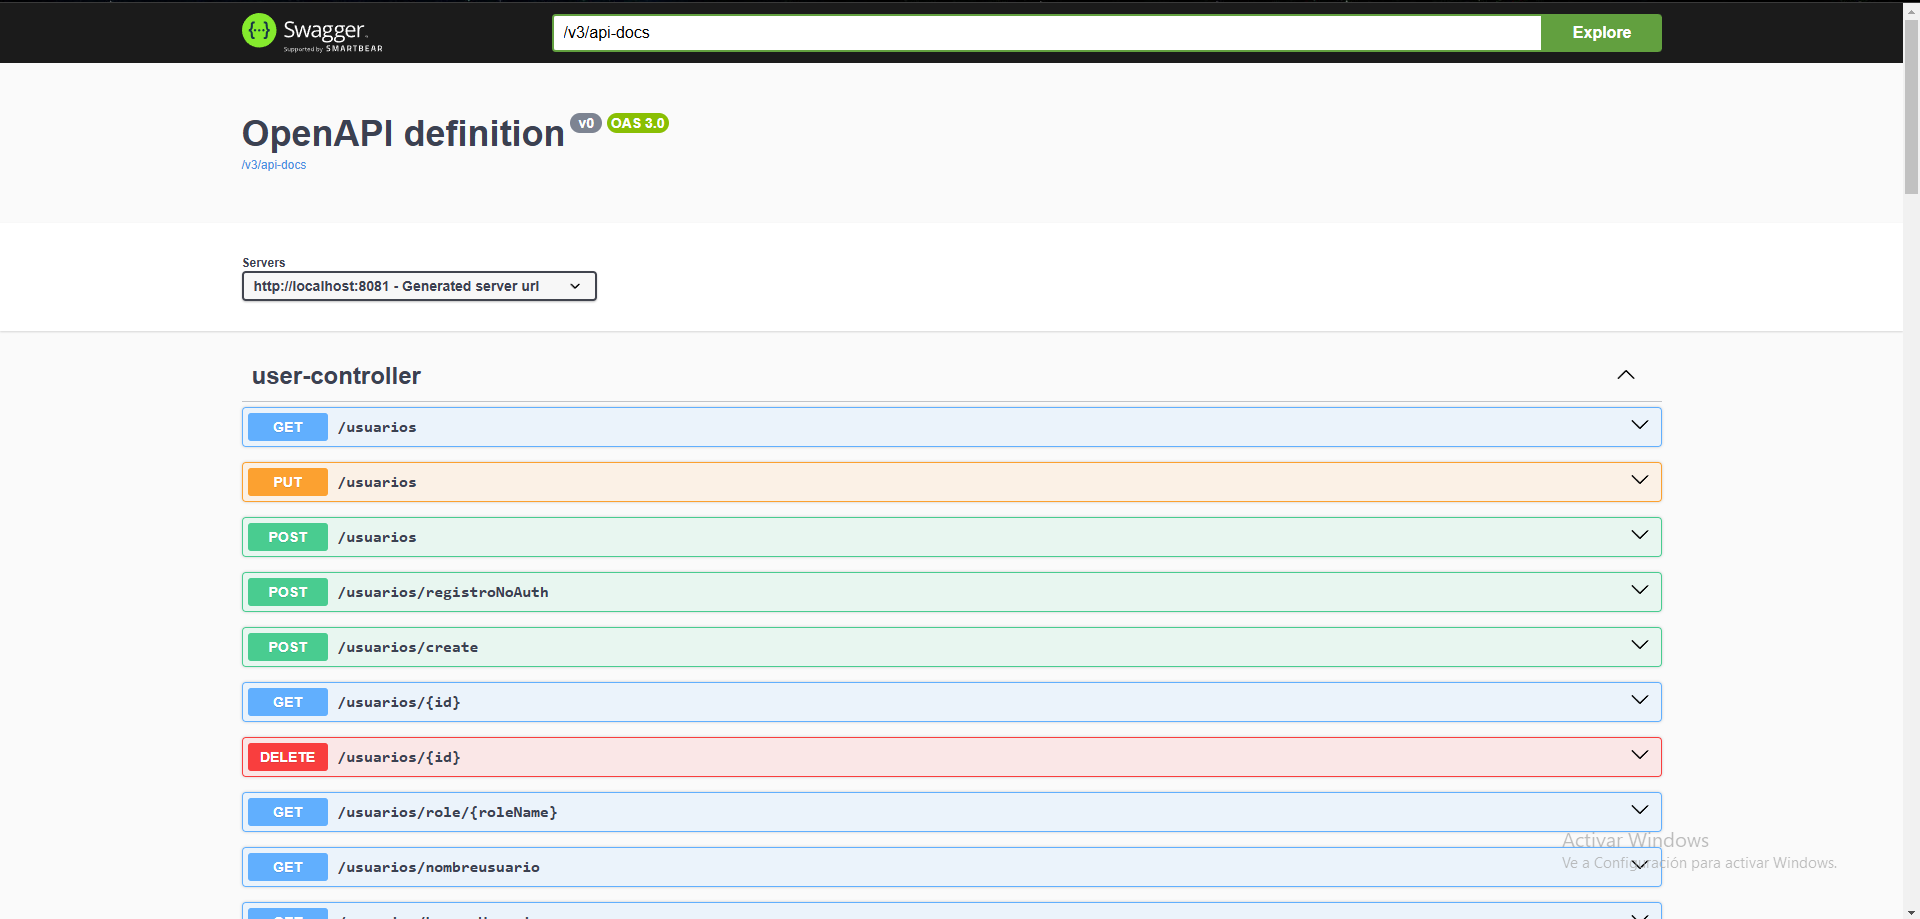 Swagger.
Supported by SMARTBEAR
/v3/api-docs
Explore
OpenAPI definition
v0
OAS 3.0
/v3/api-docs
Servers
http://localhost:8081 - Generated server url
user-controller
GET /usuarios
PUT /usuarios
POST /usuarios
POST /usuarios/registroNoAuth
POST /usuarios/create
GET /usuarios/{id}
DELETE /usuarios/{id}
GET /usuarios/role/{roleName}
GET /usuarios/nombreusuario
Activar Windows
Ve a Configuración para activar Windows.